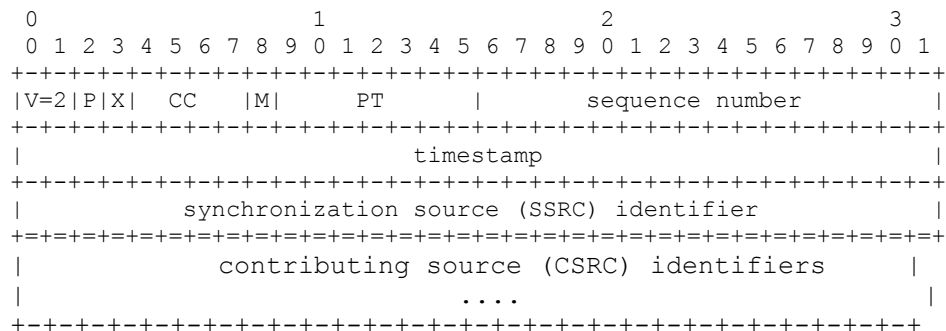 0                   1                   2                   3
 0 1 2 3 4 5 6 7 8 9 0 1 2 3 4 5 6 7 8 9 0 1 2 3 4 5 6 7 8 9 0 1
+-+-+-+-+-+-+-+-+-+-+-+-+-+-+-+-+-+-+-+-+-+-+-+-+-+-+-+-+-+-+-+-+
|V=2|P|X|  CC   |M|     PT      |       sequence number         |
+-+-+-+-+-+-+-+-+-+-+-+-+-+-+-+-+-+-+-+-+-+-+-+-+-+-+-+-+-+-+-+-+
|                           timestamp                           |
+-+-+-+-+-+-+-+-+-+-+-+-+-+-+-+-+-+-+-+-+-+-+-+-+-+-+-+-+-+-+-+-+
|           synchronization source (SSRC) identifier            |
+=+=+=+=+=+=+=+=+=+=+=+=+=+=+=+=+=+=+=+=+=+=+=+=+=+=+=+=+=+=+=+=+
|            contributing source (CSRC) identifiers     |
|                             ....                             |
+-+-+-+-+-+-+-+-+-+-+-+-+-+-+-+-+-+-+-+-+-+-+-+-+-+-+-+